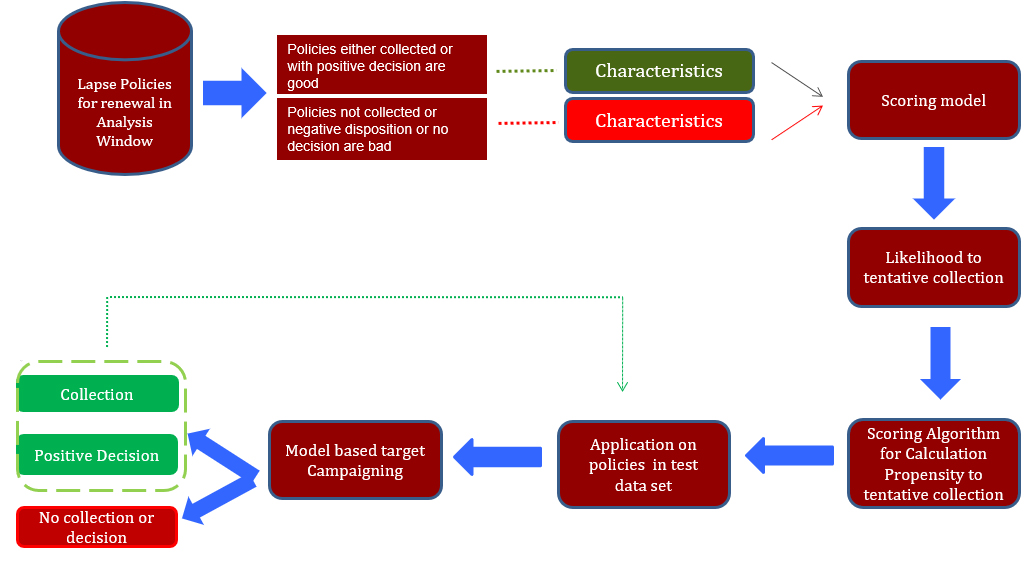 Lapse Policies
for renewal in
Analysis
Window
Policies either collected or
with positive decision are
good
Policies not collected or
negative disposition or no
decision are bad
Characteristics
Characteristics
Scoring model
Likelihood to
tentative collection
Scoring Algorithm
for Calculation
Propensity to
tentative collection
Application on
policies in test
data set
Model based target
Campaigning
Collection
Positive Decision
No collection or
decision